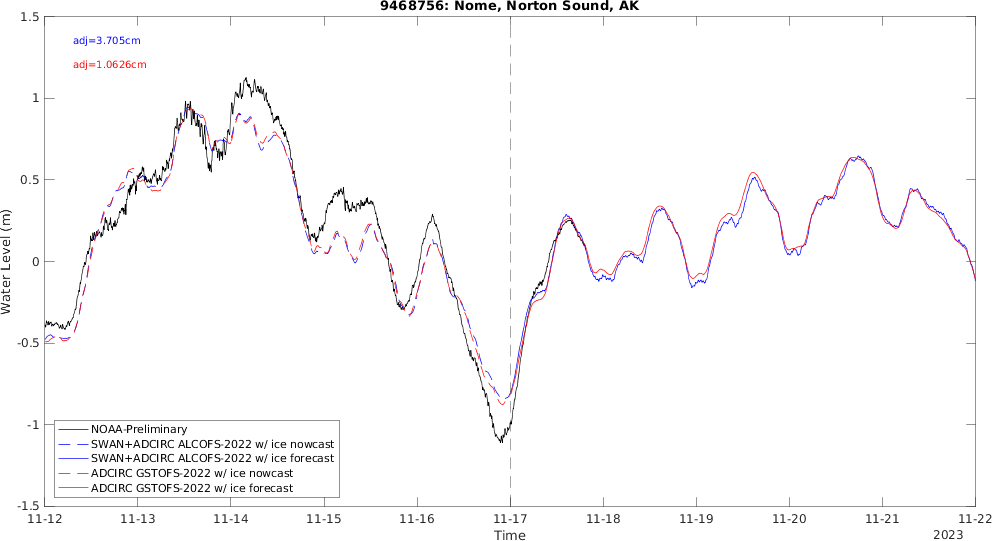 9468756: Nome, Norton Sound, AK
adj=3.705cm
adj=1.0626cm
Water Level (m)
1.5
1
0.5
0
-0.5
-1
-1.5
NOAA-Preliminary
SWAN+ADCIRC ALCOFS-2022 w/ ice nowcast
SWAN+ADCIRC ALCOFS-2022 w/ ice forecast
ADCIRC GSTOFS-2022 w/ ice nowcast
ADCIRC GSTOFS-2022 w/ ice forecast
11-12 11-13 11-14 11-15 11-16 11-17 11-18 11-19 11-20 11-21 11-22
Time
2023